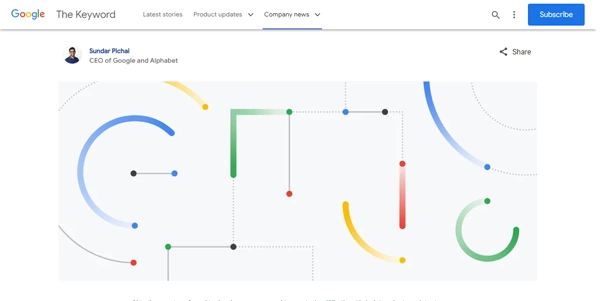 Google The Keyword Latest stories Product updates Company news Subscribe
Sundar Pichai
CEO of Google and Alphabet
Share